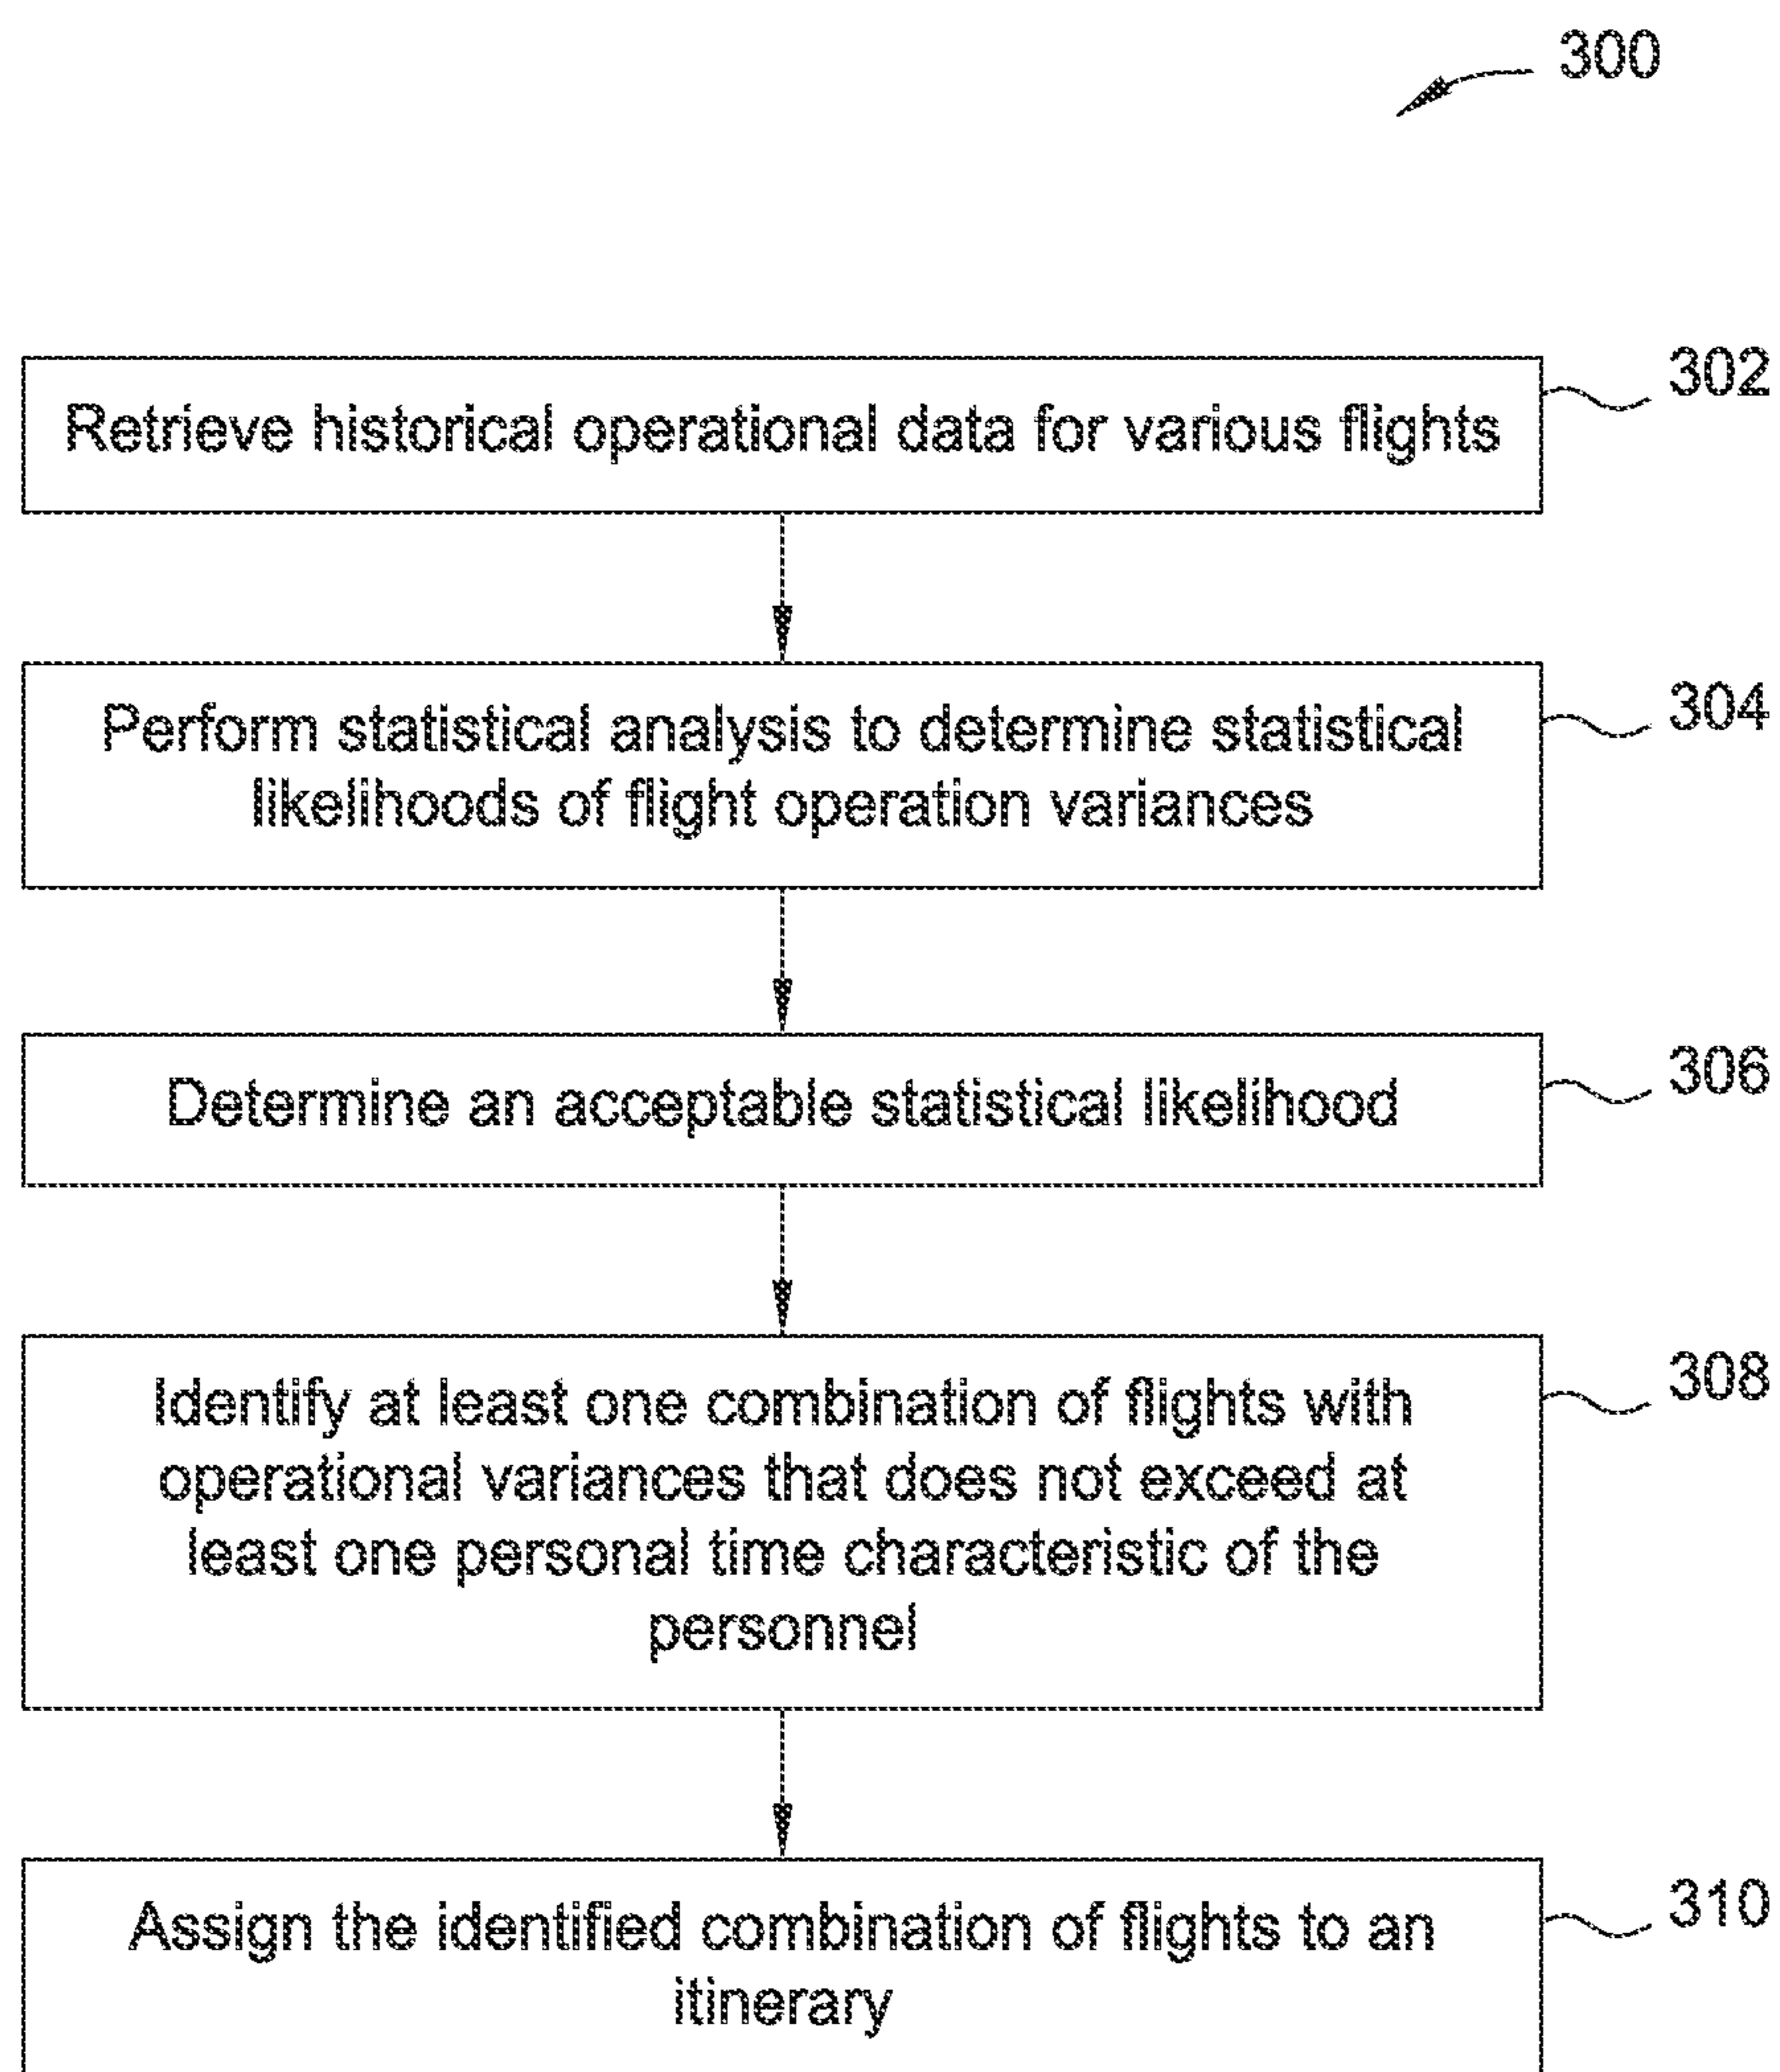 300
Retrieve historical operational data for various flights
302
Perform statistical analysis to determine statistical
likelihoods of flight operation variances
304
Determine an acceptable statistical likelihood
306
Identify at least one combination of flights with
operational variances that does not exceed at
least one personal time characteristic of the
personnel
308
Assign the identified combination of flights to an
itinerary
310